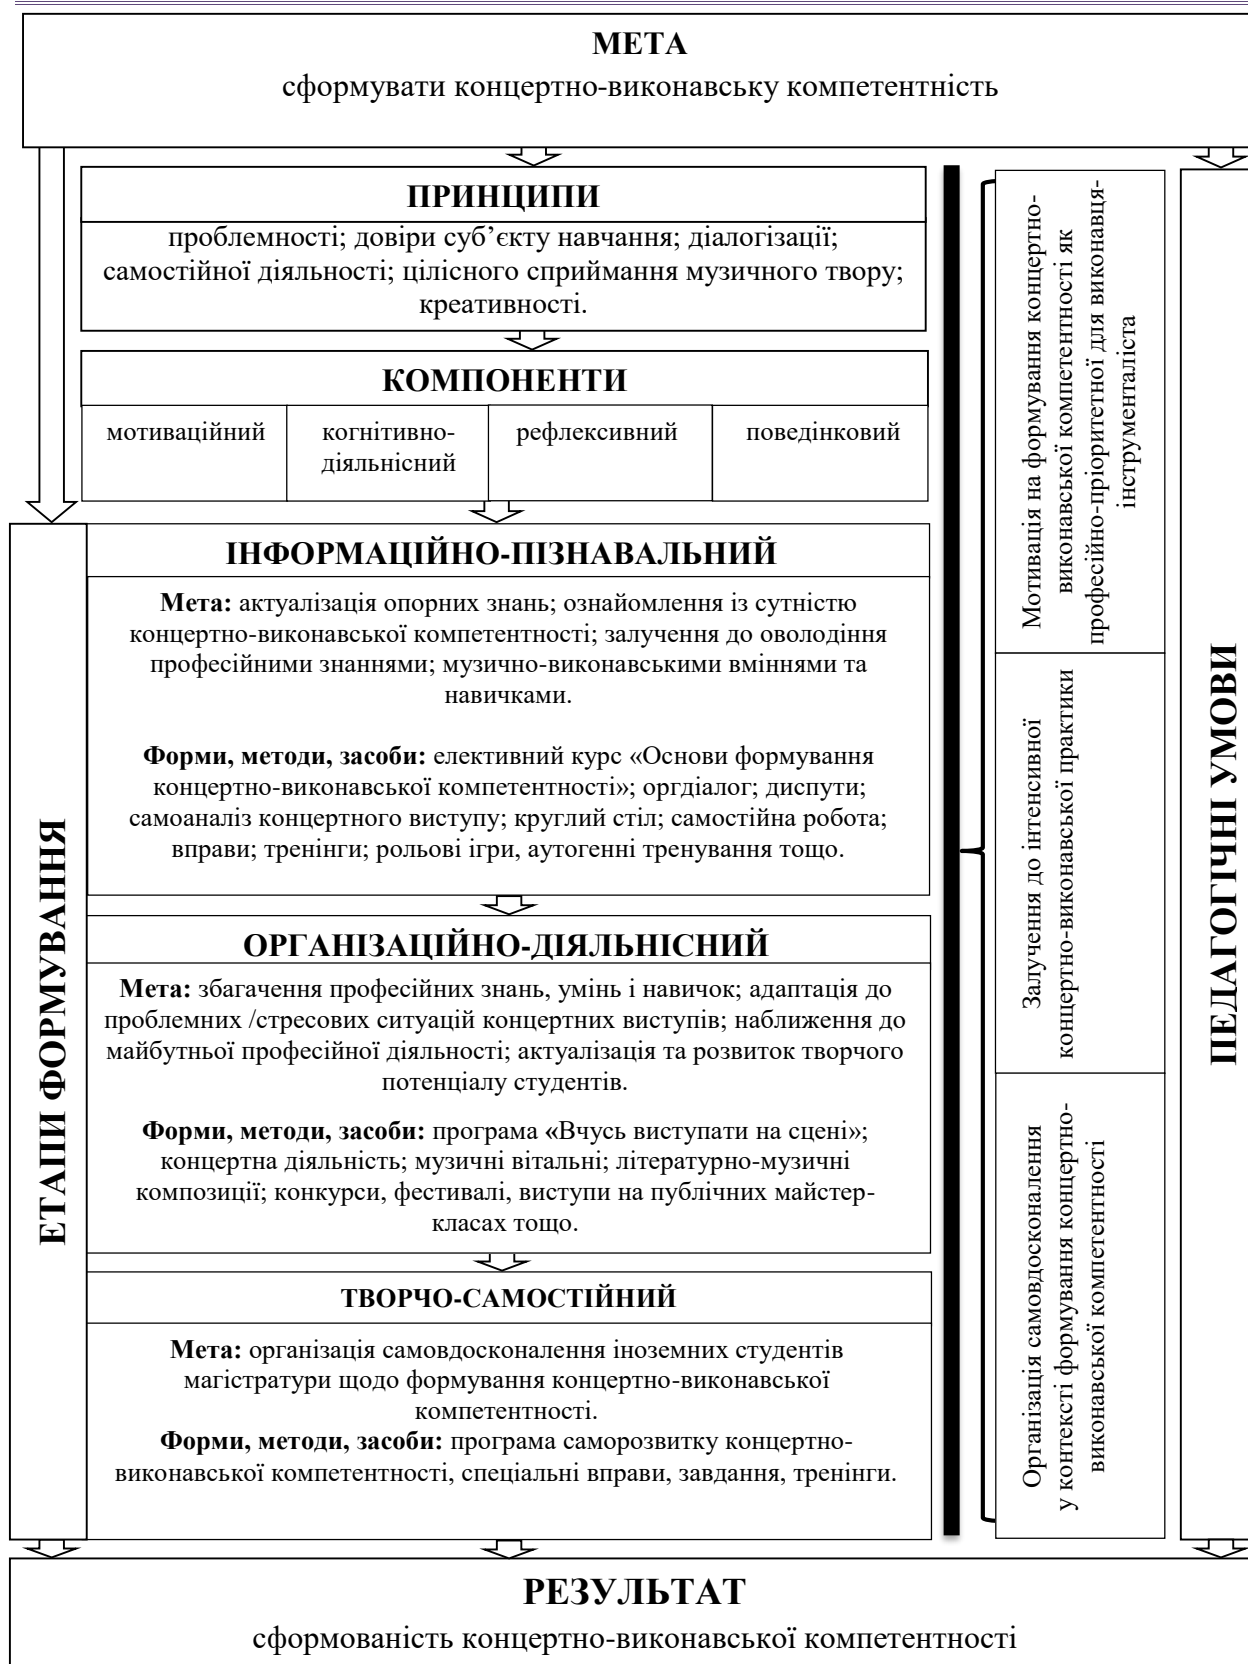 МЕТА
сформувати концертно-виконавську компетентність
ПРИНЦИПИ
проблемності; довіри суб’єкту навчання; діалогізації;
самостійної діяльності; цілісного сприймання музичного твору;
креативності.
КОМПОНЕНТИ
мотиваційний
когнітивно-
діяльнісний
рефлексивний
поведінковий
ЕТАПИ ФОРМУВАННЯ
ІНФОРМАЦІЙНО-ПІЗНАВАЛЬНИЙ
Мета: актуалізація опорних знань; ознайомлення із сутністю
концертно-виконавської компетентності; залучення до оволодіння
професійними знаннями; музично-виконавськими вміннями та
навичками.
Форми, методи, засоби: елективний курс «Основи формування
концертно-виконавської компетентності»; оргдіалог; диспути;
самоаналіз концертного виступу; круглий стіл; самостійна робота;
вправи; тренінги; рольові ігри, аутогенні тренування тощо.
ОРГАНІЗАЦІЙНО-ДІЯЛЬНІСНИЙ
Мета: збагачення професійних знань, умінь і навичок; адаптація до
проблемних /стресових ситуацій концертних виступів; наближення до
майбутньої професійної діяльності; актуалізація та розвиток творчого
потенціалу студентів.
Форми, методи, засоби: програма «Вчусь виступати на сцені»;
концертна діяльність; музичні вітальні; літературно-музичні
композиції; конкурси, фестивалі, виступи на публічних майстер-
класах тощо.
ТВОРЧО-САМОСТІЙНИЙ
Мета: організація самовдосконалення іноземних студентів
магістратури щодо формування концертно-виконавської
компетентності.
Форми, методи, засоби: програма саморозвитку концертно-
виконавської компетентності, спеціальні вправи, завдання, тренінги.
Мотивація на формування концертно-
виконавської компетентності як
професійно-пріоритетної для виконавця-
інструменталіста
Залучення до інтенсивної
концертно-виконавської практики
Організація самовдосконалення
у контексті формування концертно-
виконавської компетентності
ПЕДАГОГІЧНІ УМОВИ
РЕЗУЛЬТАТ
сформованість концертно-виконавської компетентності